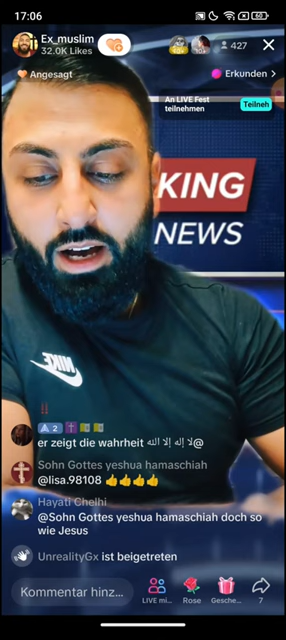 17:06
60
Ex_muslim
32.0K Likes
427
Angesagt
Erkunden >
An LIVE Fest
teilnehmen
Teilneh
KING
NEWS
NIKE
!!
A 2
er zeigt die wahrheit لا إله إلا الله@
Sohn Gottes yeshua hamaschiah
@lisa.98108 👍👍👍👍
Hayati Chelhi
@Sohn Gottes yeshua hamaschiah doch so
wie Jesus
UnrealityGx ist beigetreten
Kommentar hinz...
LIVE mi...
Rose
Gesche...
7